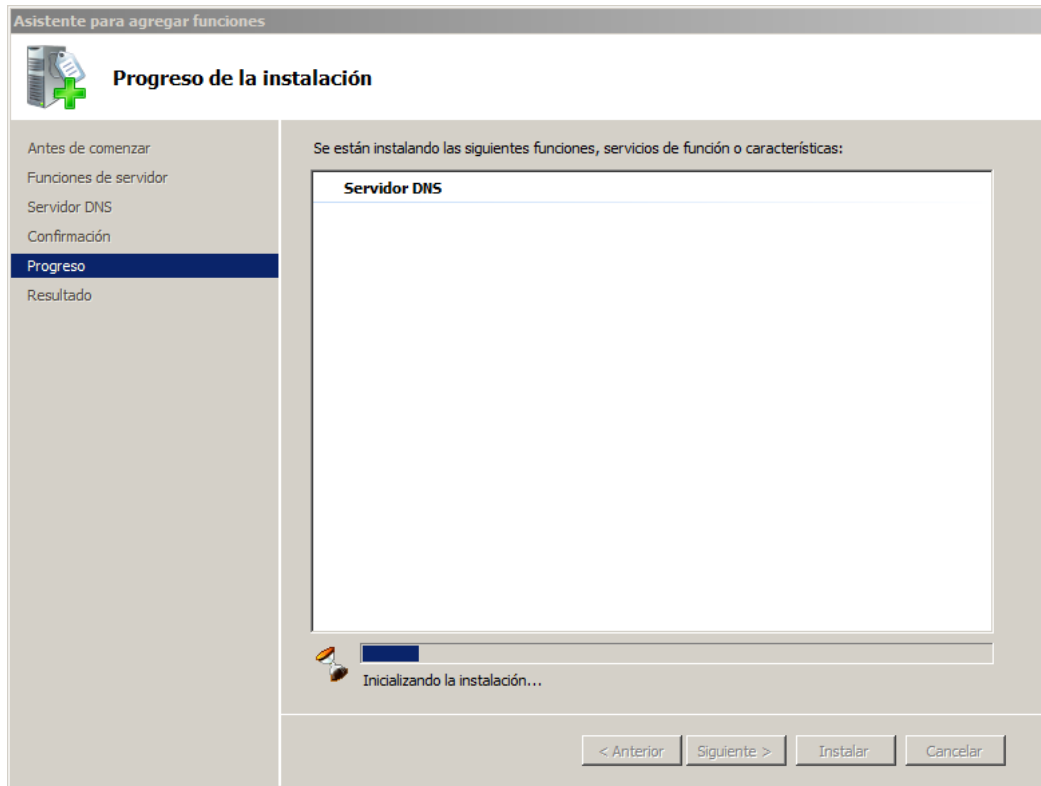 Asistente para agregar funciones
Progreso de la instalación
Antes de comenzar
Funciones de servidor
Servidor DNS
Confirmación
Progreso
Resultado
Se están instalando las siguientes funciones, servicios de función o características:
Servidor DNS
Inicializando la instalación...
< Anterior
Siguiente >
Instalar
Cancelar